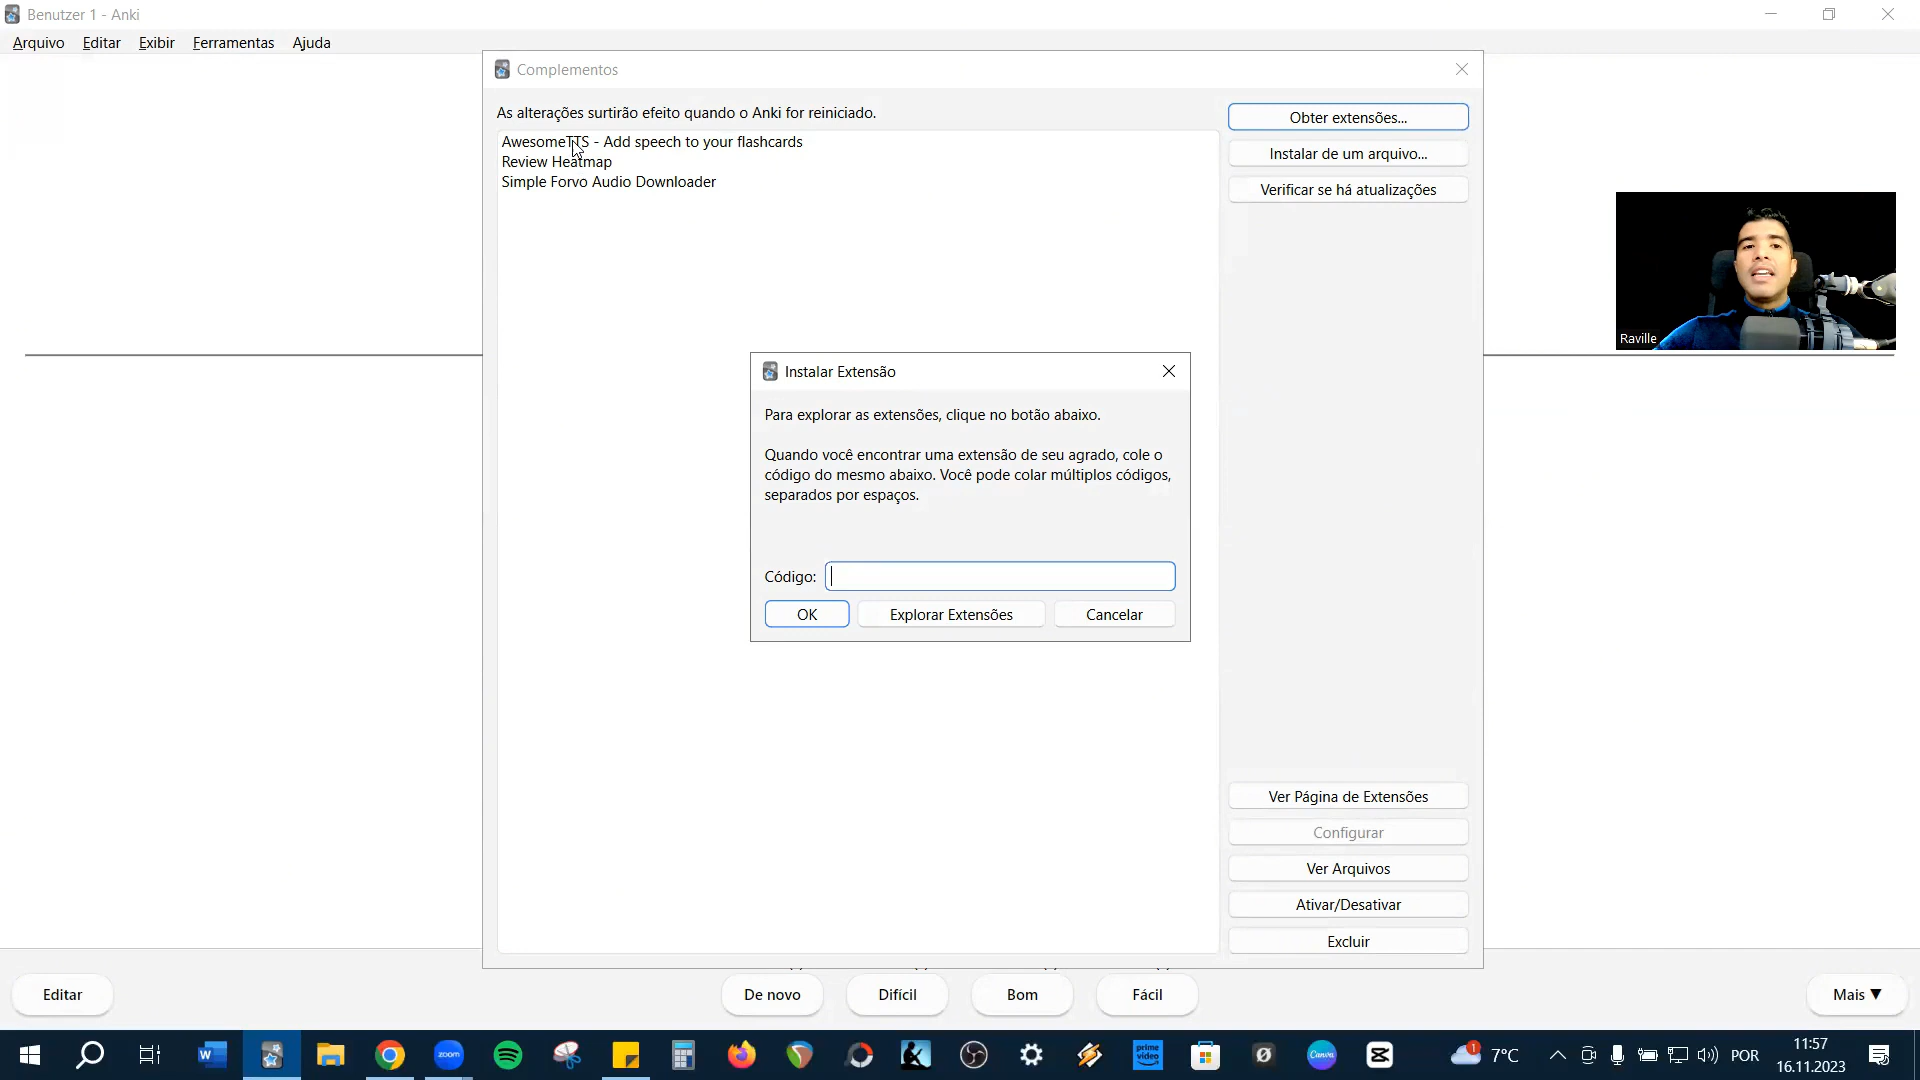 Benutzer 1 - Anki
Arquivo Editar Exibir Ferramentas Ajuda
Complementos
As alterações surtirão efeito quando o Anki for reiniciado.
AwesomeTTS - Add speech to your flashcards
Review Heatmap
Simple Forvo Audio Downloader
Obter extensões...
Instalar de um arquivo...
Verificar se há atualizações
Raville
Instalar Extensão
Para explorar as extensões, clique no botão abaixo.
Quando você encontrar uma extensão de seu agrado, cole o
código do mesmo abaixo. Você pode colar múltiplos códigos,
separados por espaços.
Código:
OK Explorar Extensões Cancelar
Ver Página de Extensões
Configurar
Ver Arquivos
Ativar/Desativar
Excluir
Editar De novo Difícil Bom Fácil Mais ▼
zoom
prime video
Canva
1
7°C
POR
11:57
16.11.2023